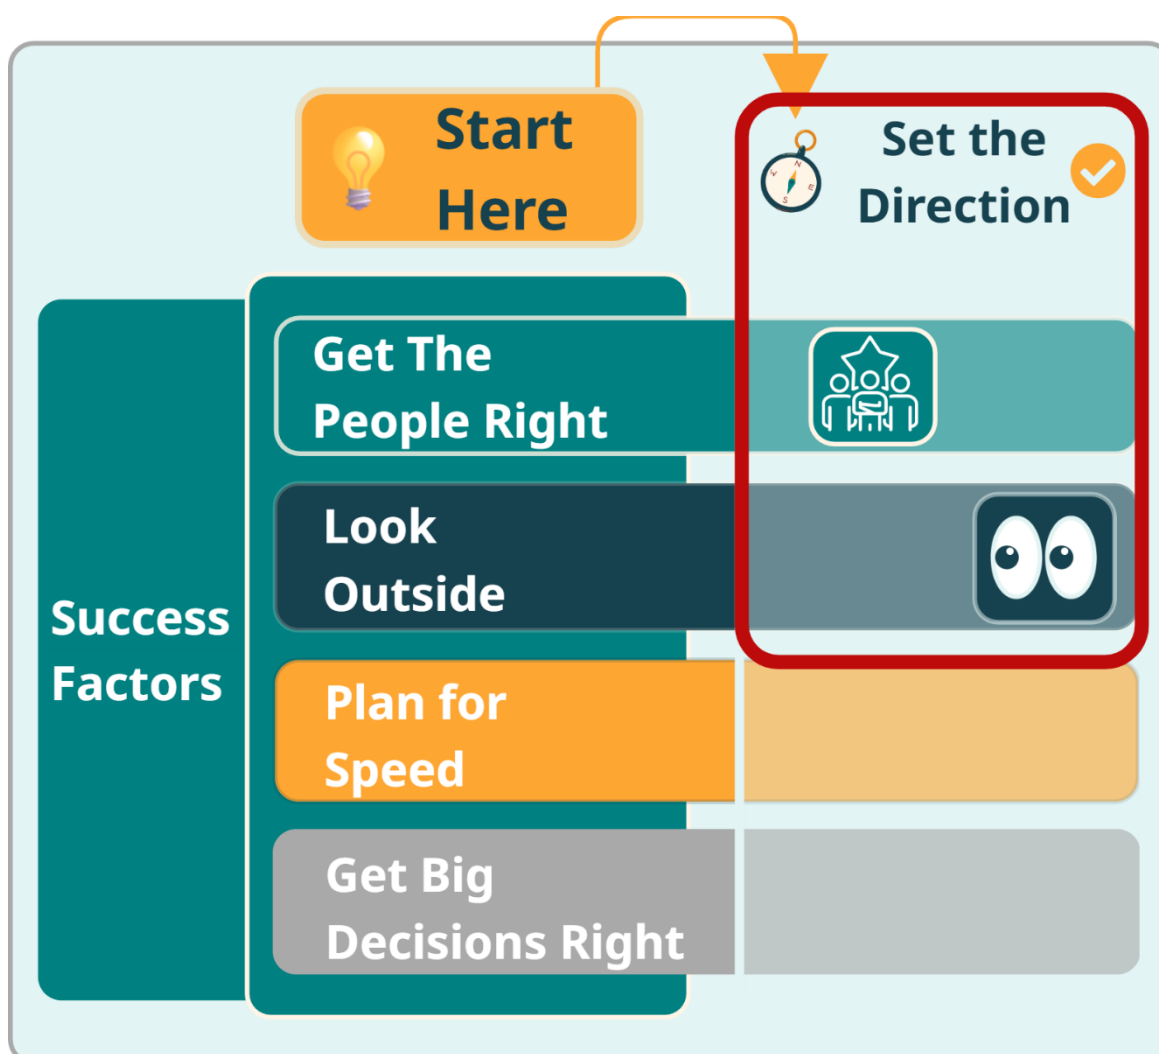 Start
Here
Set the
Direction
N
W
E
S
Success
Factors
Get The
People Right
Look
Outside
Plan for
Speed
Get Big
Decisions Right